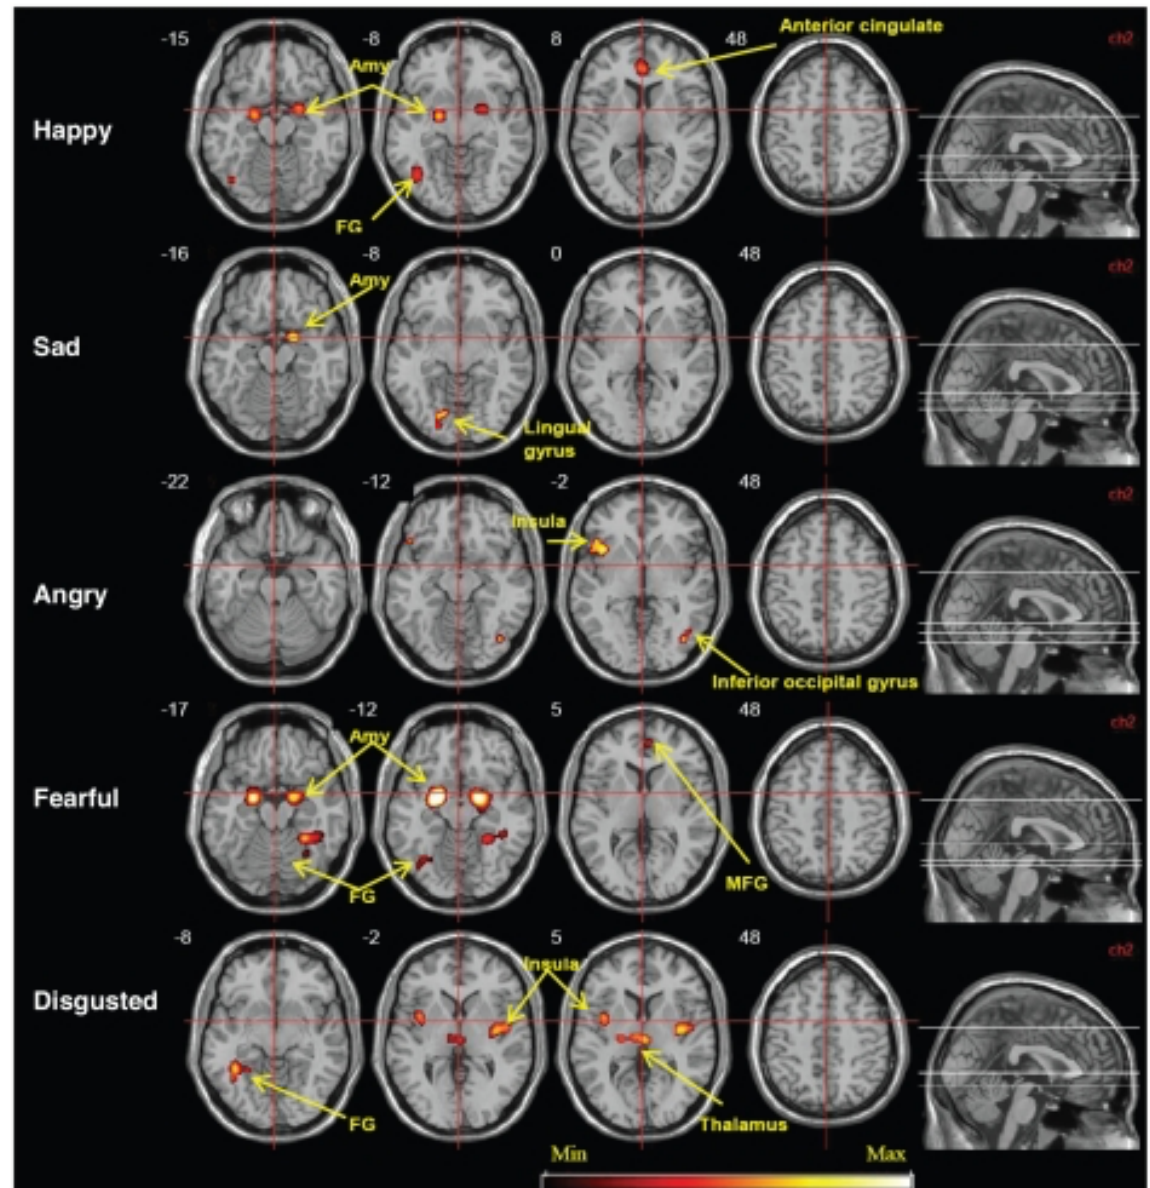 Anterior cingulate
-15 -8 8 48 ch2
Amy
Happy
FG
-16 -8 0 48 ch2
Amy
Sad
Lingual
gyrus
-22 -12 -2 48 ch2
Insula
Angry
Inferior occipital gyrus
-17 -12 5 48 ch2
Amy
Fearful
MFG
FG
-8 -2 5 48 ch2
Insula
Disgusted
FG
Thalamus
Min Max